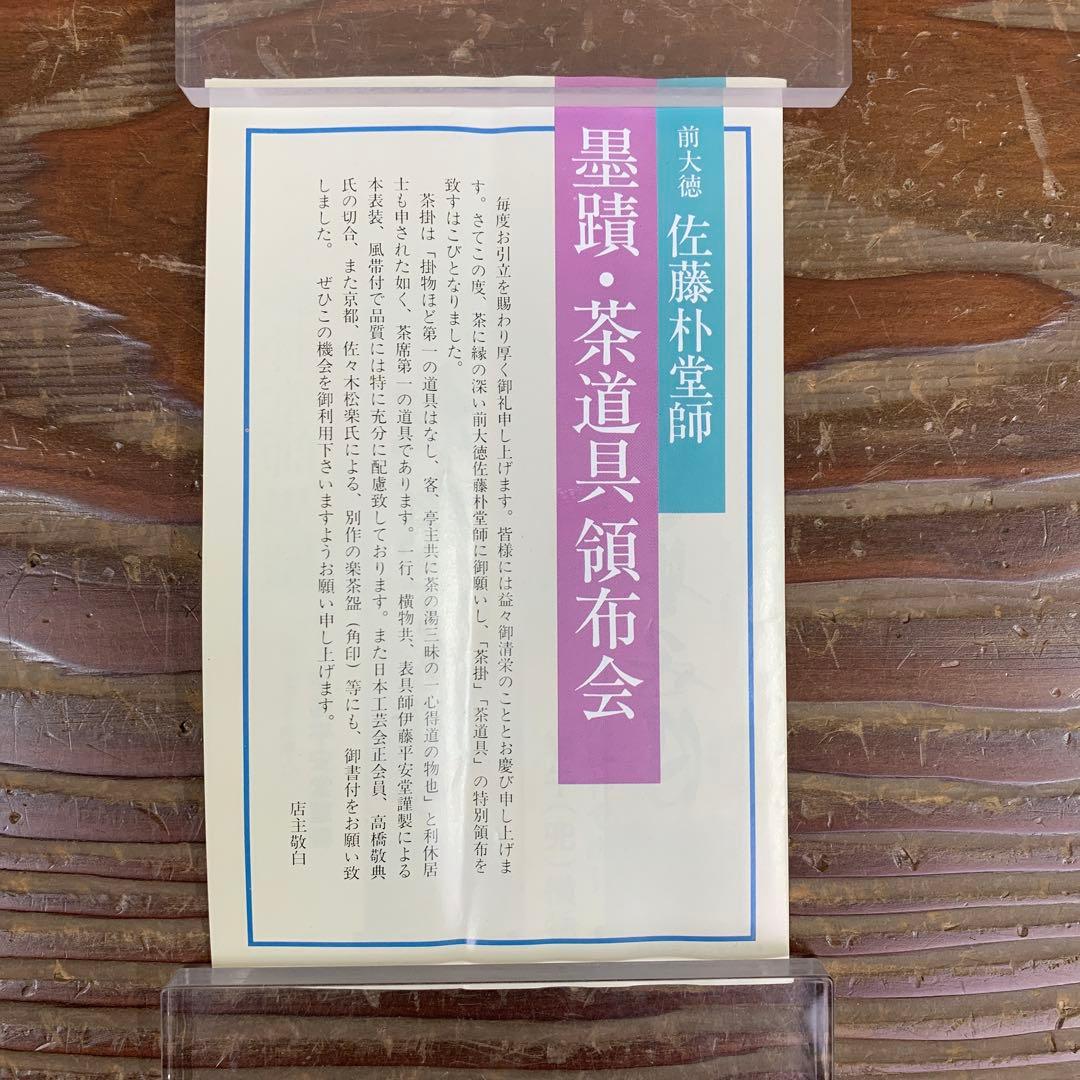 前大徳 佐藤朴堂師
墨蹟・茶道具領布会
毎度お引立を賜わり厚く御礼申し上げます。皆様には益々御清栄のこととお慶び申し上げま
す。さてこの度、茶に縁の深い前大徳佐藤朴堂師に御願いし、「茶掛」「茶道具」の特別領布を
致すはこびとなりました。
茶掛は「掛物ほど第一の道具はなし、客、亭主共に茶の湯三昧の一心得道の物也」と利休居
士も申された如く、茶席第一の道具であります。一行、横物共、表具師伊藤平安堂謹製による
本表装、風帯付で品質には特に充分に配慮致しております。また日本工芸会正会員、高橋敬典
氏の切合、また京都、佐々木松楽氏による、別作の楽茶盌（角印）等にも、御書付をお願い致
しました。 ぜひこの機会を御利用下さいますようお願い申し上げます。
店主敬白